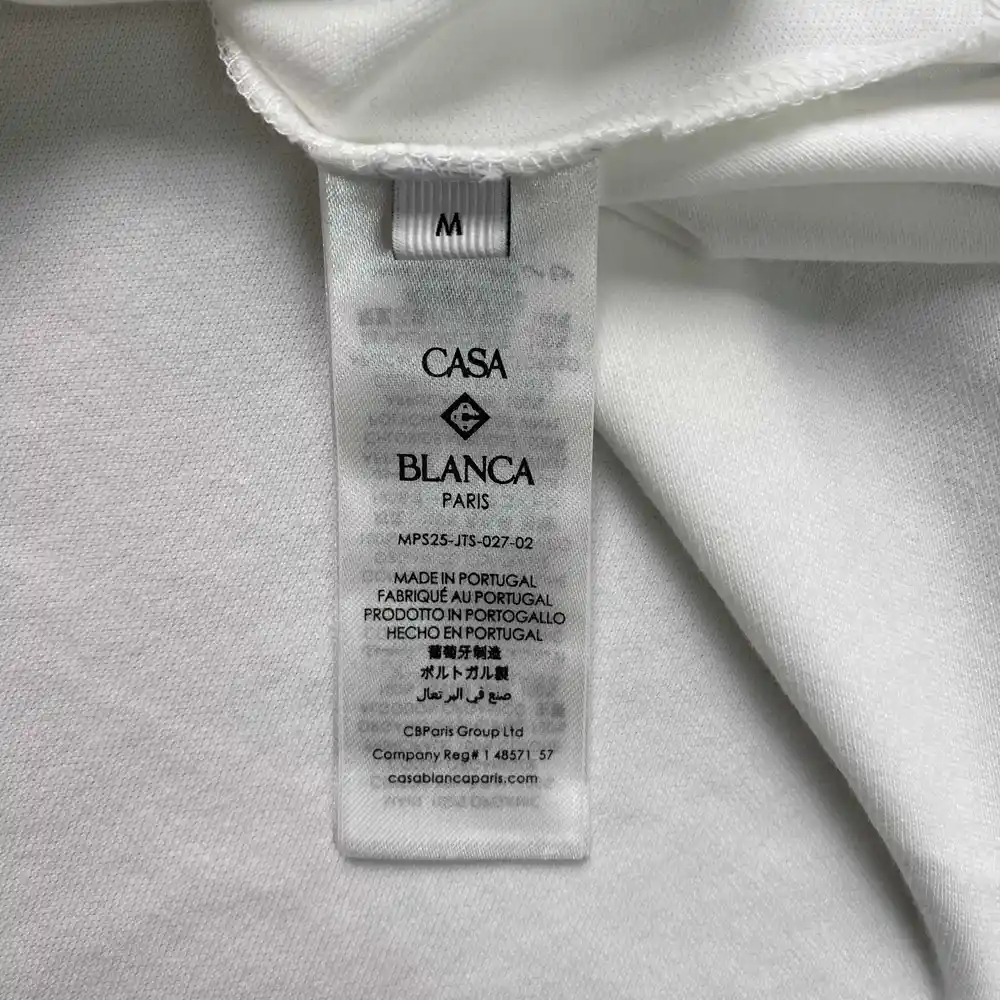 M
CASA
BLANCA
PARIS
MPS25-JTS-027-02
MADE IN PORTUGAL
FABRIQUÉ AU PORTUGAL
PRODOTTO IN PORTOGALLO
HECHO EN PORTUGAL
葡萄牙制造
ポルトガル製
صنع في البر تغال
CBParis Group Ltd
Company Reg# 1 48571 57
casablancaparis.com